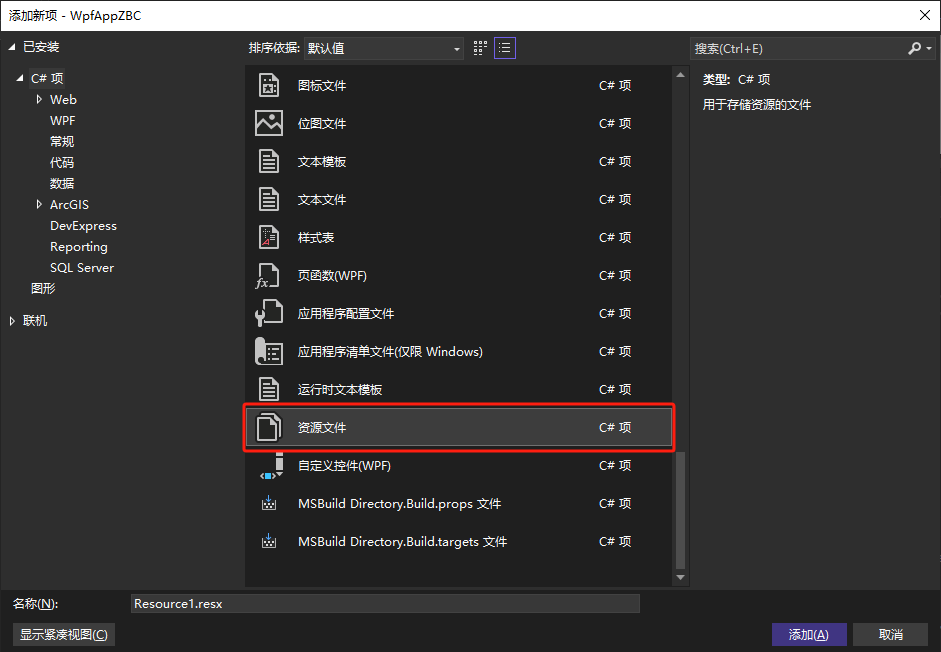 添加新项 - WpfAppZBC
已安装
C# 项
Web
WPF
常规
代码
数据
ArcGIS
DevExpress
Reporting
SQL Server
图形
联机
排序依据: 默认值
图标文件 C# 项
位图文件 C# 项
文本模板 C# 项
文本文件 C# 项
样式表 C# 项
页函数(WPF) C# 项
应用程序配置文件 C# 项
应用程序清单文件(仅限 Windows) C# 项
运行时文本模板 C# 项
资源文件 C# 项
自定义控件(WPF) C# 项
MSBuild Directory.Build.props 文件 C# 项
MSBuild Directory.Build.targets 文件 C# 项
搜索(Ctrl+E)
类型: C# 项
用于存储资源的文件
名称(N): Resource1.resx
显示紧凑视图(C) 添加(A) 取消